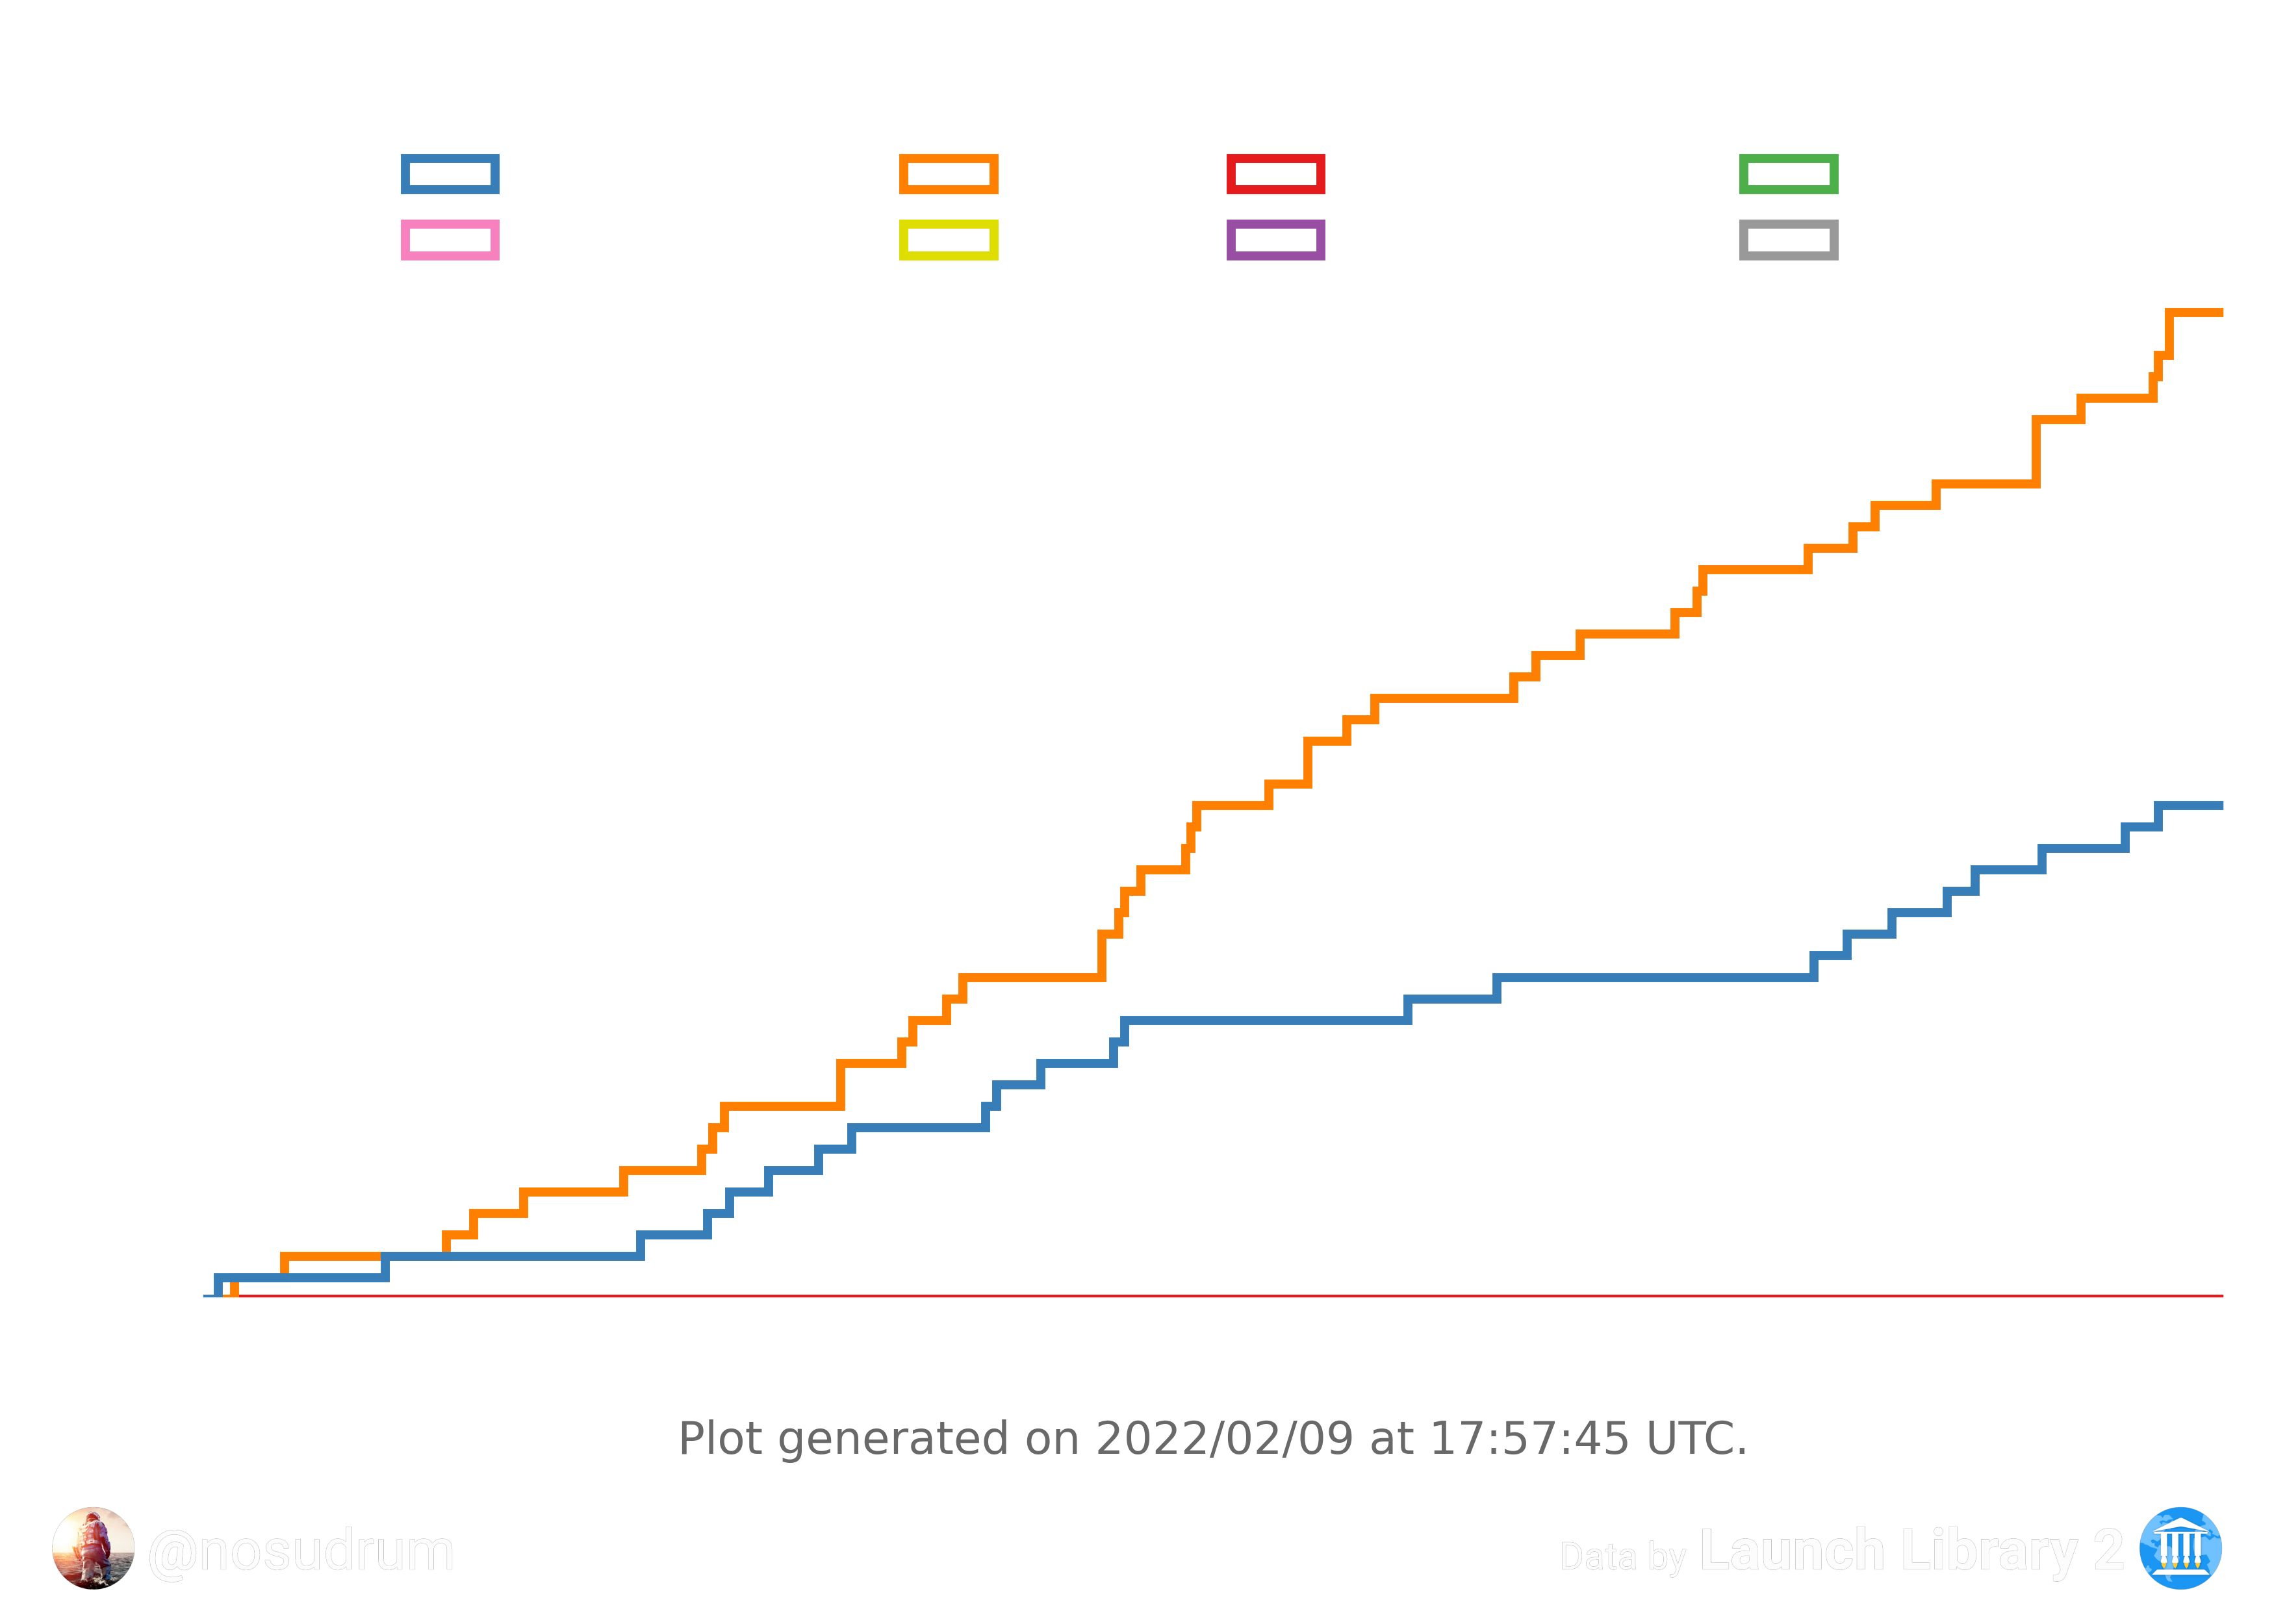 Plot generated on 2022/02/09 at 17:57:45 UTC.
@nosudrum
Data by Launch Library 2